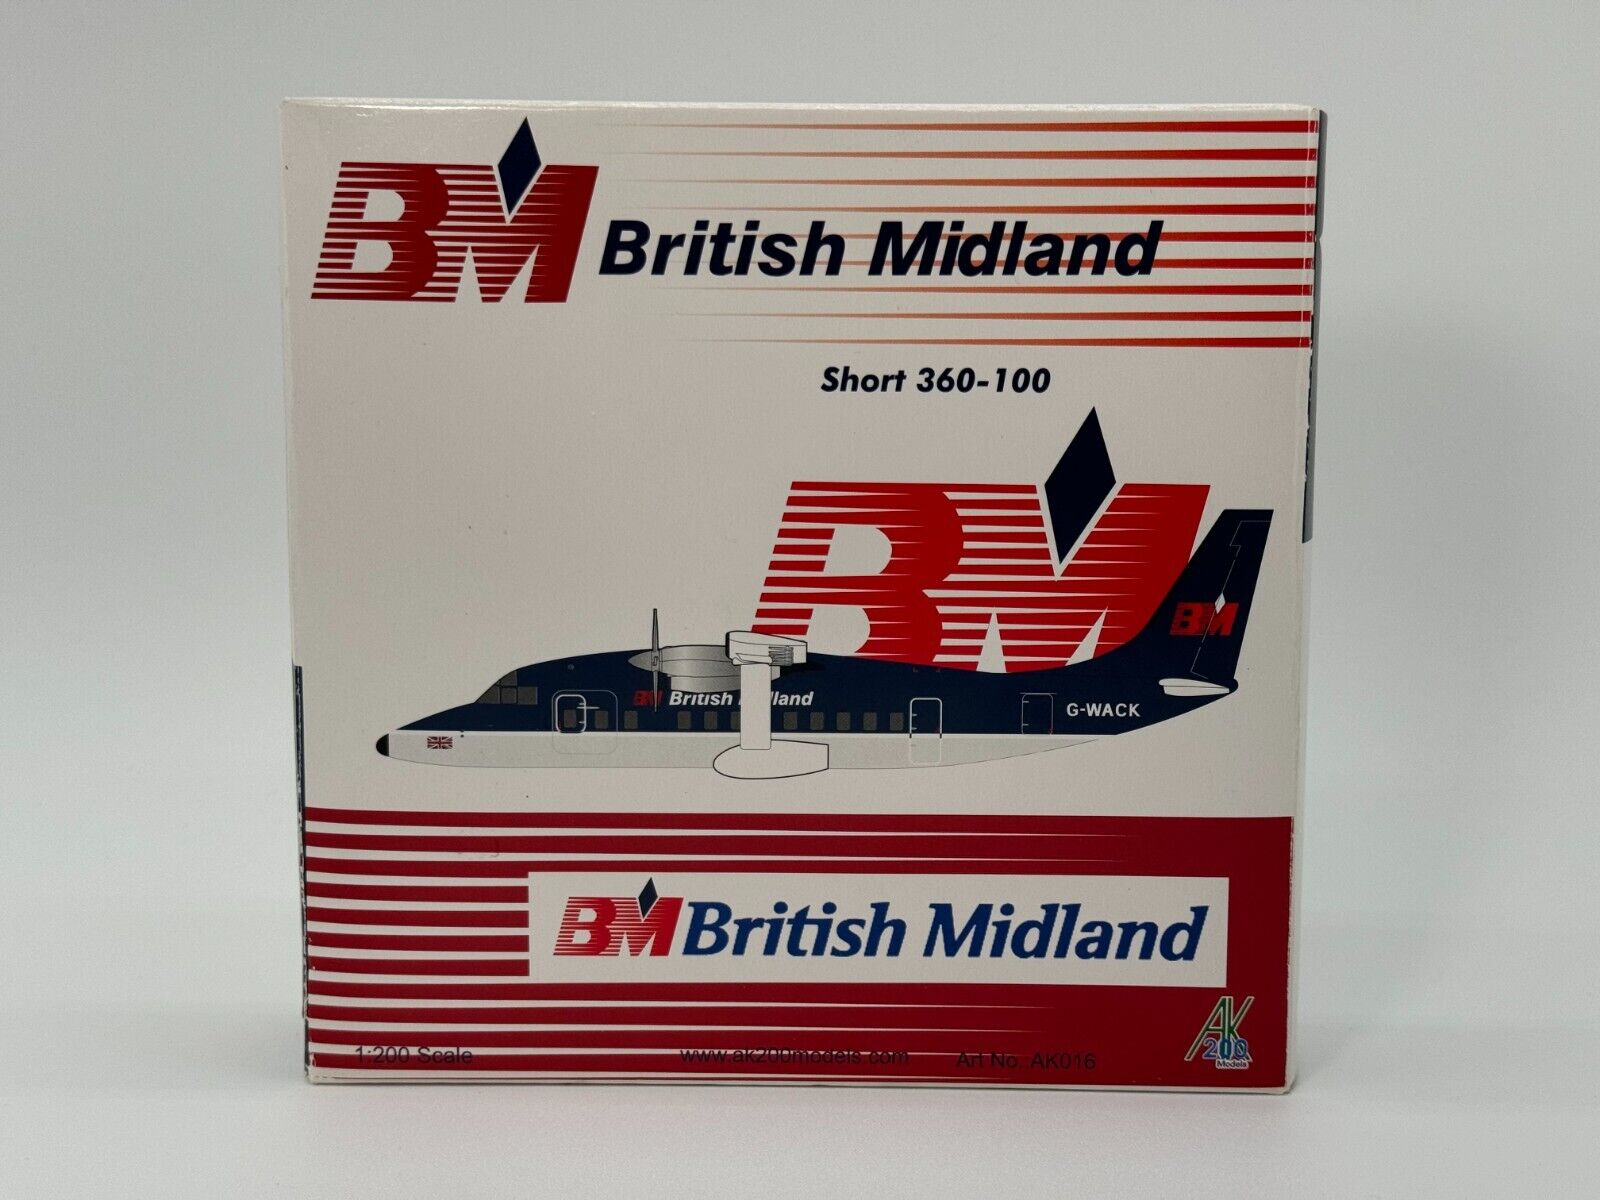 BM British Midland
Short 360-100
BM
BM
BM British Midland
G-WACK
BM British Midland
1:200 Scale
www.ak200models.com
Art No.:AK016
AK
200
Models